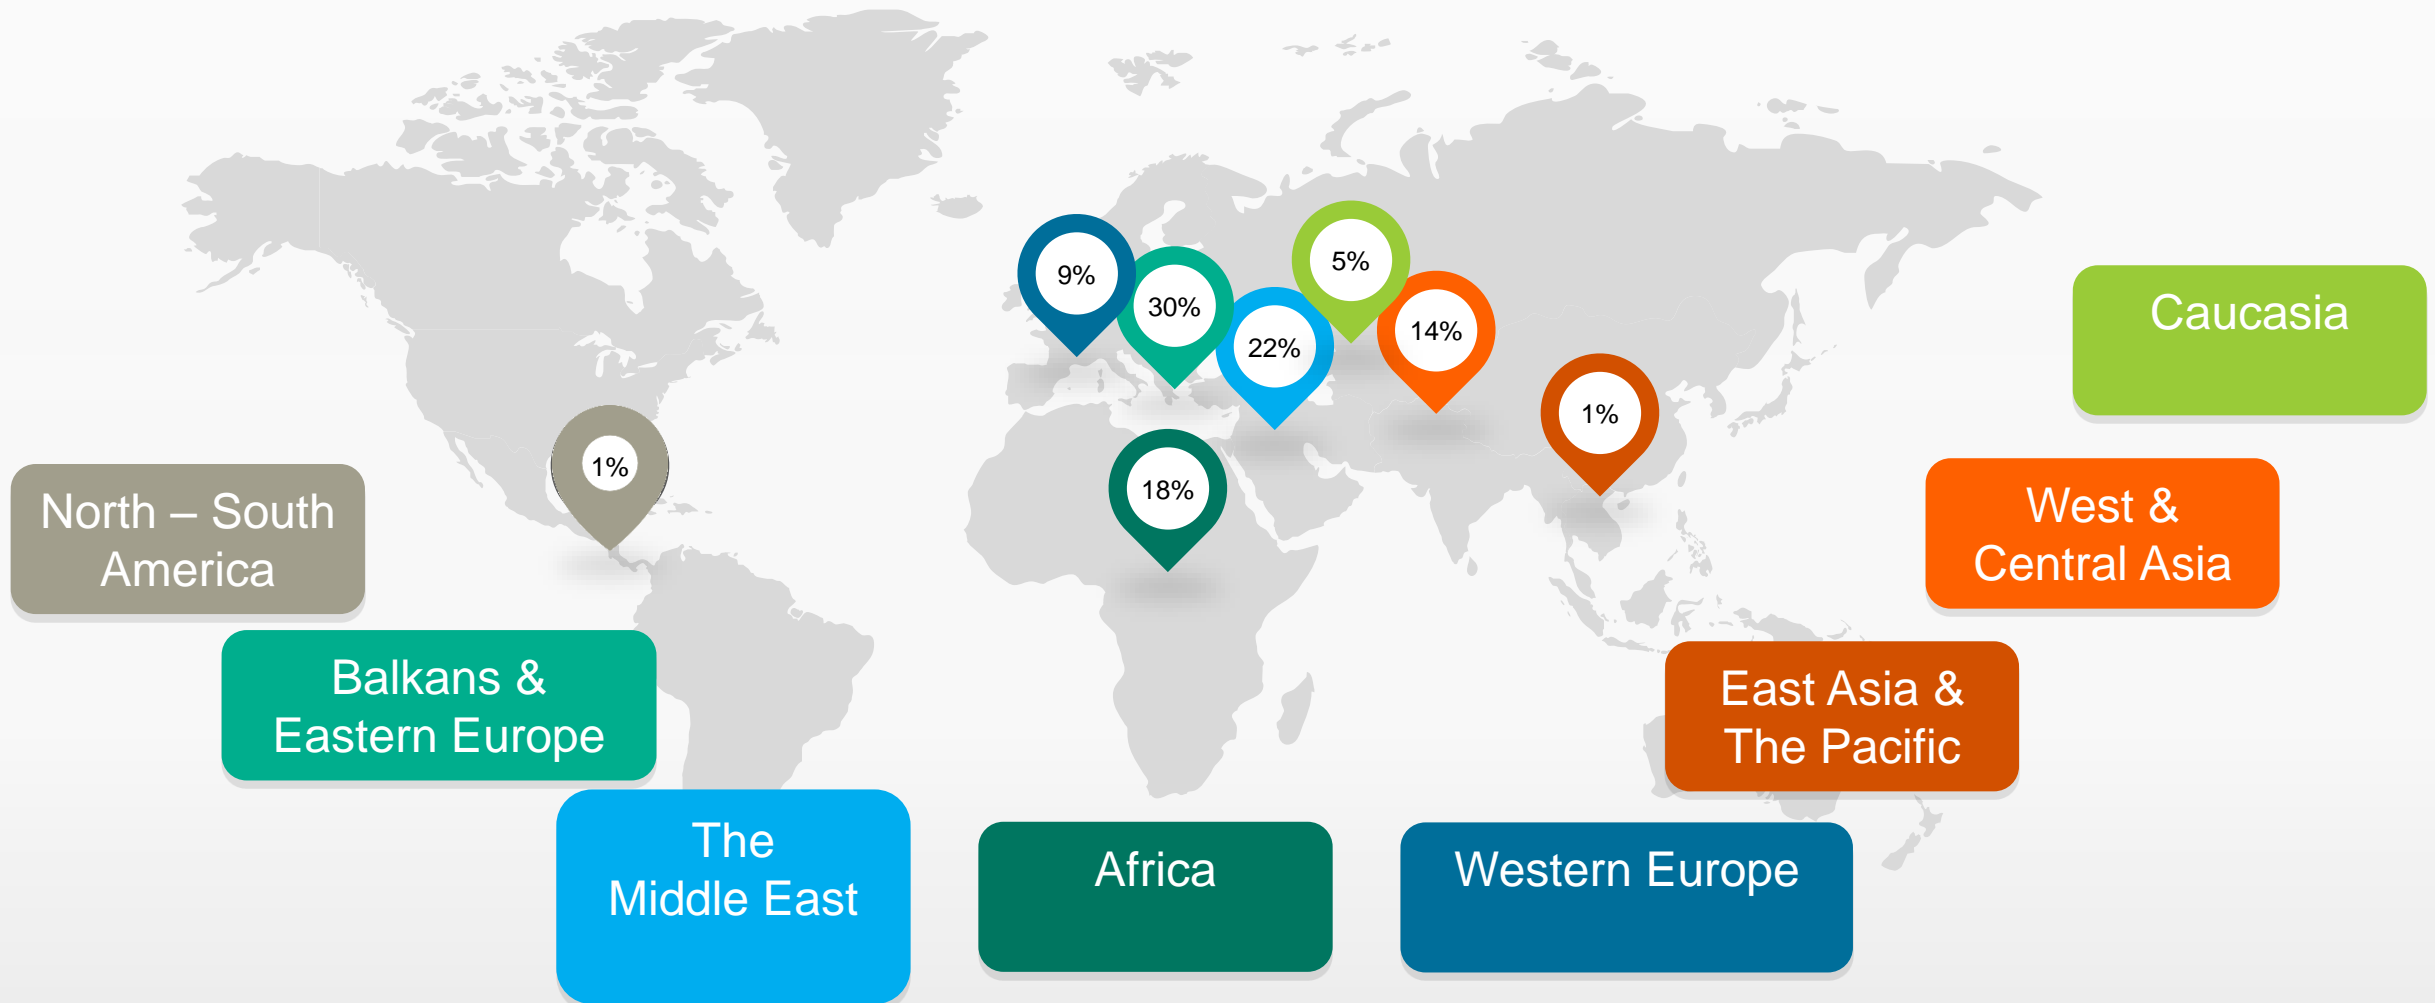 9%
30%
22%
5%
14%
1%
1%
18%
Caucasia
North – South
America
West &
Central Asia
Balkans &
Eastern Europe
East Asia &
The Pacific
The
Middle East
Africa
Western Europe